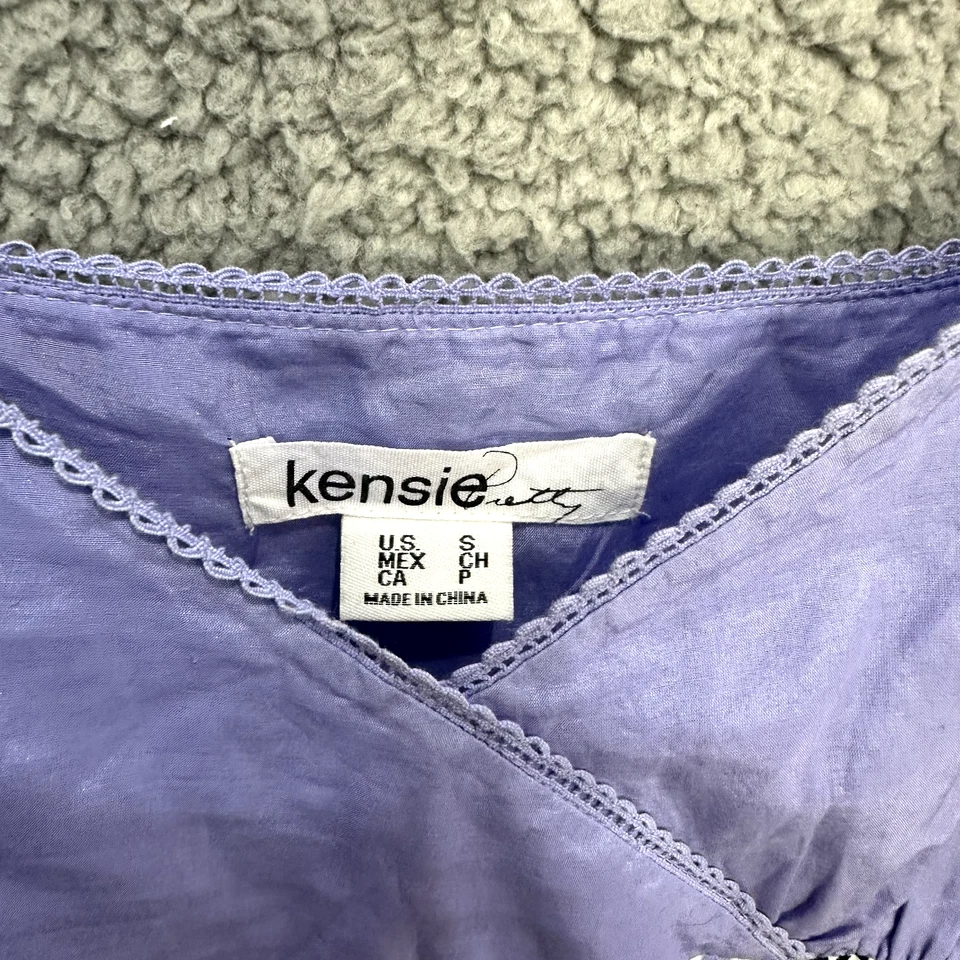 kensie Pretty
U.S. S
MEX CH
CA P
MADE IN CHINA